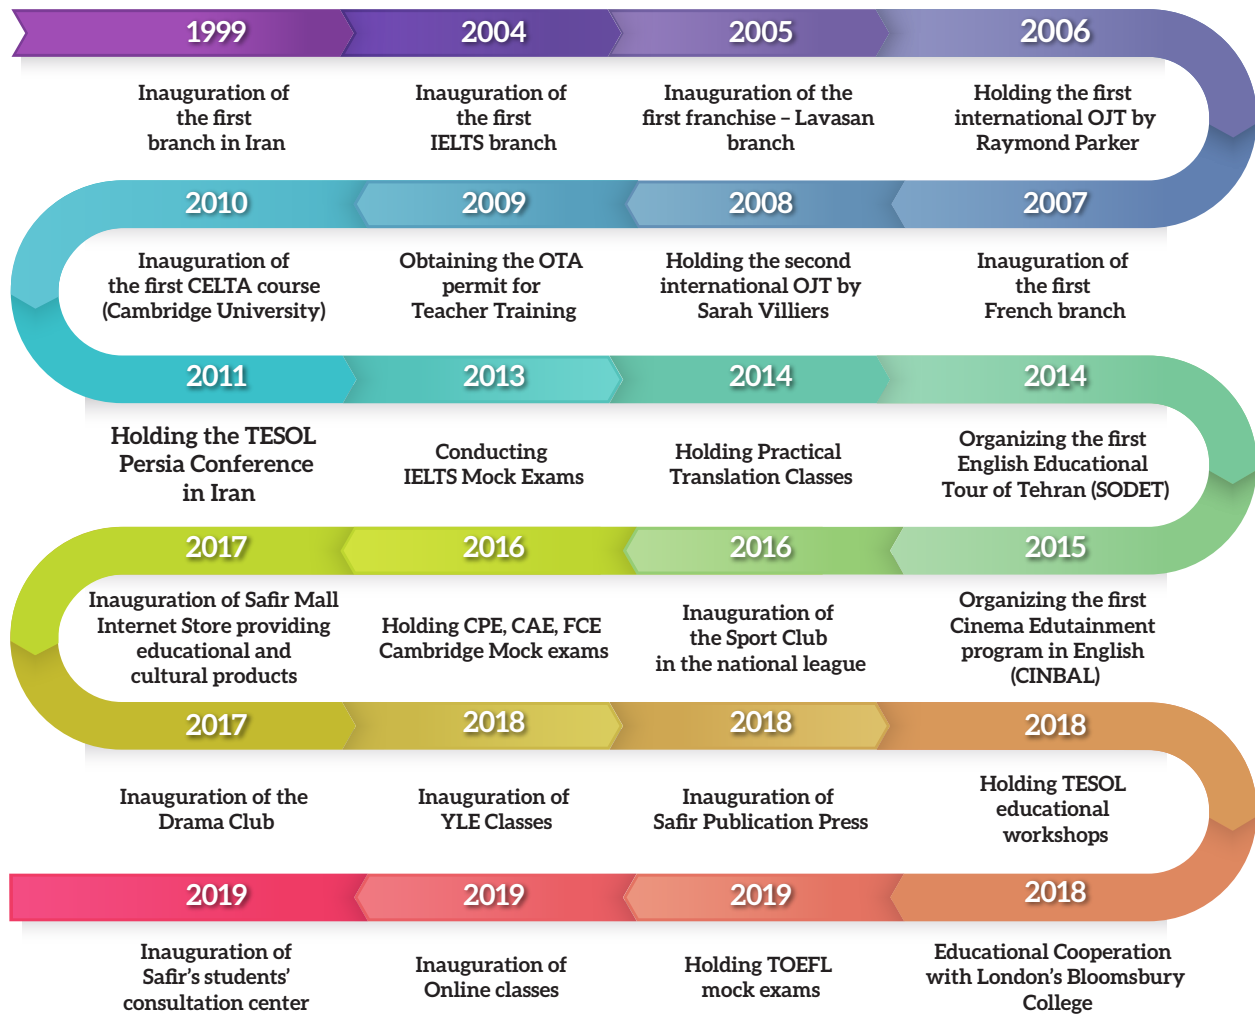 1999
Inauguration of
the first
branch in Iran
2004
Inauguration of
the first
IELTS branch
2005
Inauguration of the
first franchise – Lavasan
branch
2006
Holding the first
international OJT by
Raymond Parker
2007
Inauguration of
the first
French branch
2008
Holding the second
international OJT by
Sarah Villiers
2009
Obtaining the OTA
permit for
Teacher Training
2010
Inauguration of
the first CELTA course
(Cambridge University)
2011
Holding the TESOL
Persia Conference
in Iran
2013
Conducting
IELTS Mock Exams
2014
Holding Practical
Translation Classes
2014
Organizing the first
English Educational
Tour of Tehran (SODET)
2015
Organizing the first
Cinema Edutainment
program in English
(CINBAL)
2016
Inauguration of
the Sport Club
in the national league
2016
Holding CPE, CAE, FCE
Cambridge Mock exams
2017
Inauguration of Safir Mall
Internet Store providing
educational and
cultural products
2017
Inauguration of the
Drama Club
2018
Inauguration of
YLE Classes
2018
Inauguration of
Safir Publication Press
2018
Holding TESOL
educational
workshops
2018
Educational Cooperation
with London's Bloomsbury
College
2019
Holding TOEFL
mock exams
2019
Inauguration of
Online classes
2019
Inauguration of
Safir's students'
consultation center